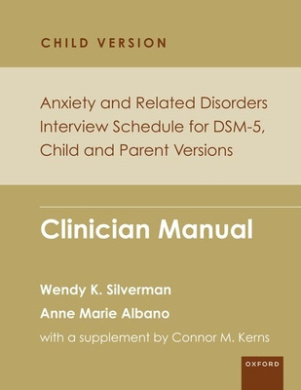 CHILD VERSION
Anxiety and Related Disorders
Interview Schedule for DSM-5,
Child and Parent Versions
Clinician Manual
Wendy K. Silverman
Anne Marie Albano
with a supplement by Connor M. Kerns
OXFORD